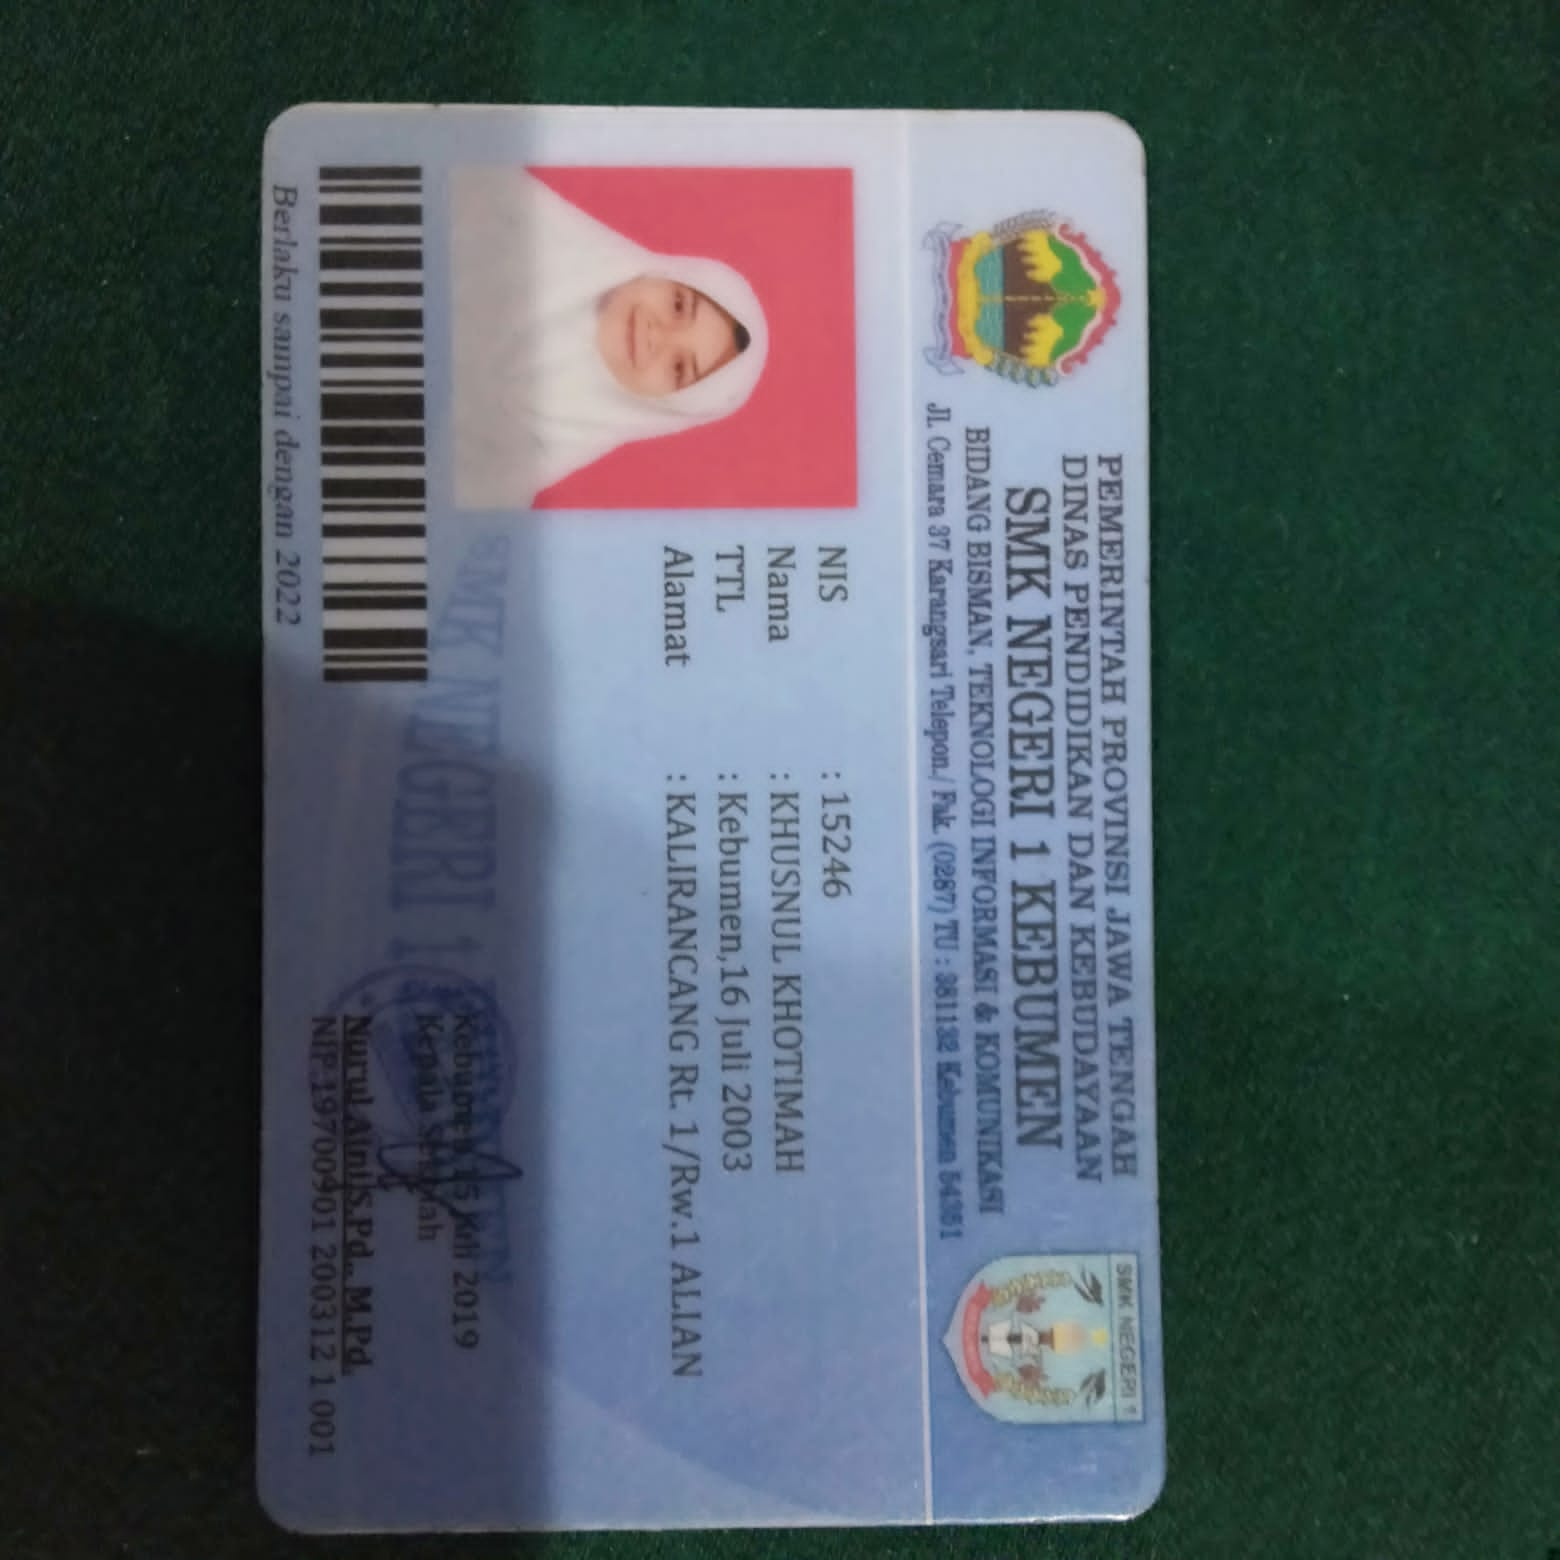 PEMERINTAH PROVINSI JAWA TENGAH
DINAS PENDIDIKAN DAN KEBUDAYAAN
SMK NEGERI 1 KEBUMEN
BIDANG BISMAN, TEKNOLOGI INFORMASI & KOMUNIKASI
Jl. Cemara 37 Karangsari Telepon./ Fak. (0287) TU : 381132 Kebumen 54351
SMK NEGERI 1
NIS : 15246
Nama : KHUSNUL KHOTIMAH
TTL : Kebumen,16 Juli 2003
Alamat : KALIRANCANG Rt. 1/Rw.1 ALIAN
SMK NEGERI 1 KEBUMEN
Kebumen, 15 Juli 2019
Kepala Sekolah
Nurul Aini,S.Pd., M.Pd.
NIP.19700901 200312 1 001
Berlaku sampai dengan 2022